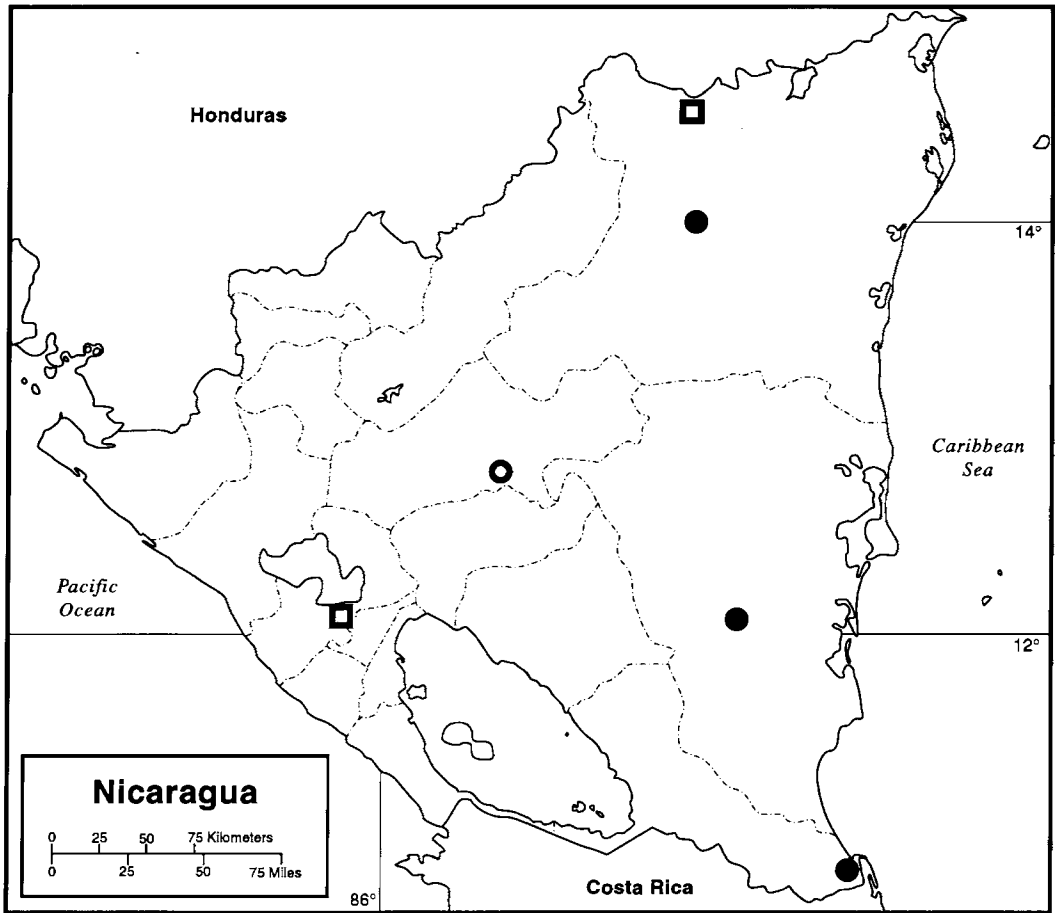 Honduras
14°
Caribbean
Sea
Pacific
Ocean
12°
Nicaragua
0 25 50 75 Kilometers
0 25 50 75 Miles
86°
Costa Rica